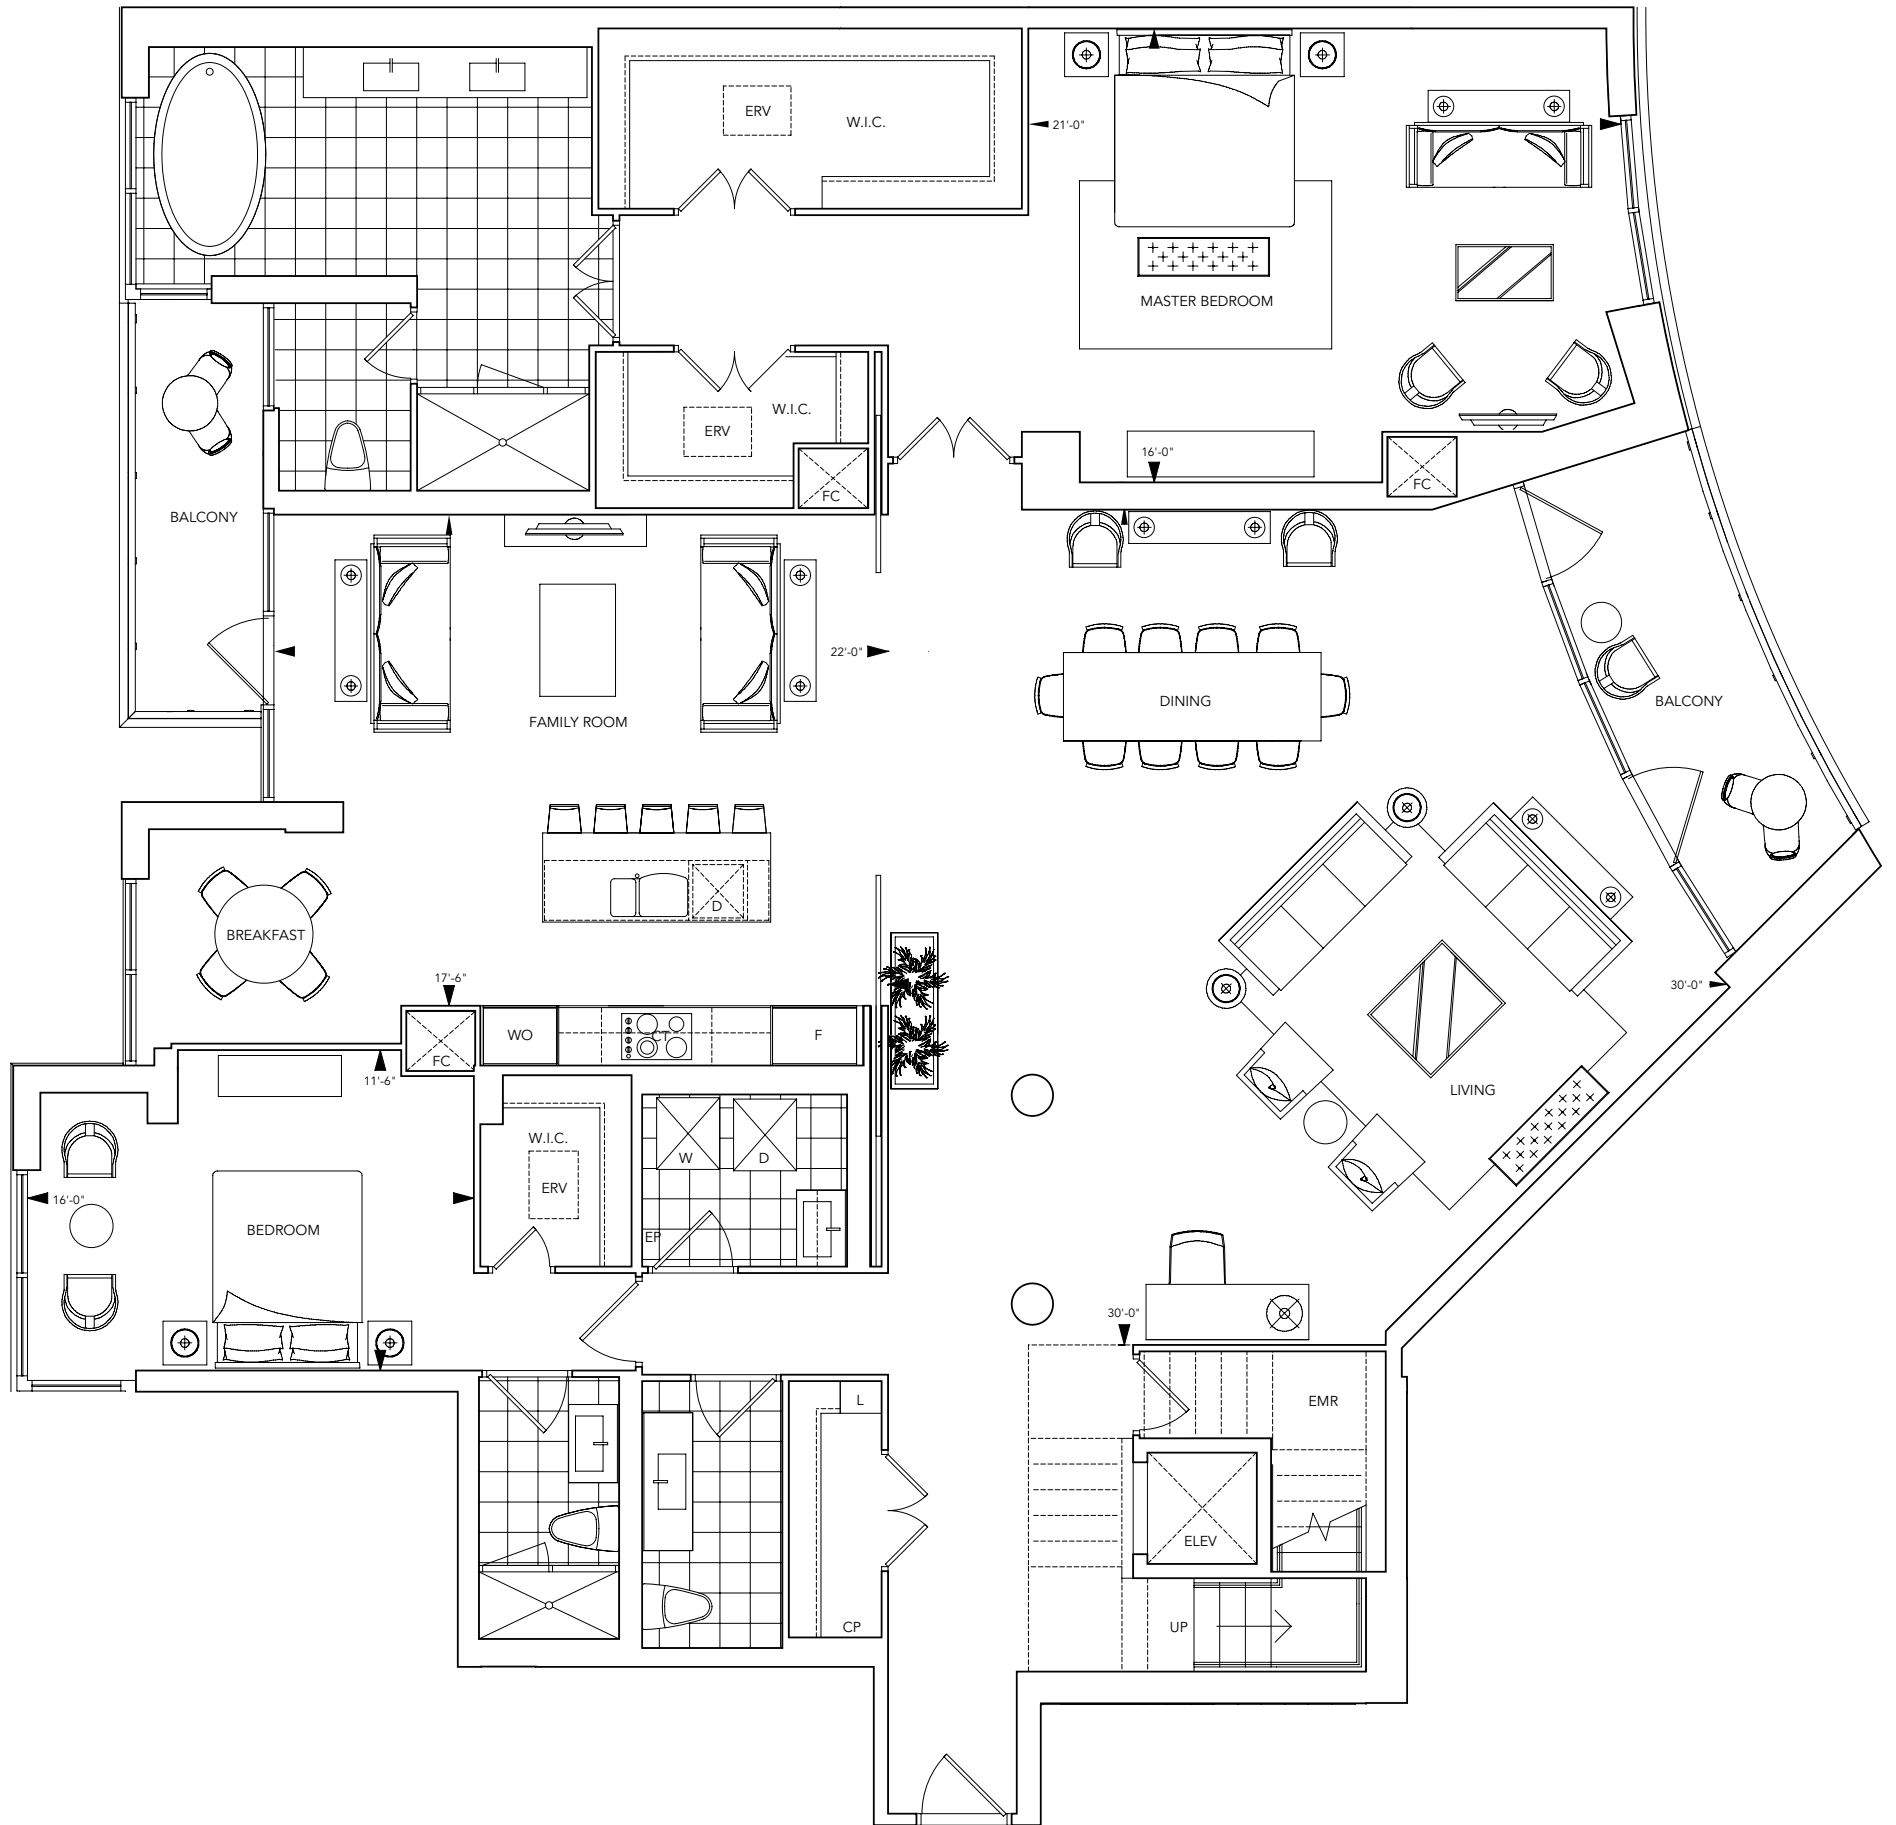 ERV
W.I.C.
21'-0"
MASTER BEDROOM
W.I.C.
ERV
16'-0"
FC
FC
BALCONY
22'-0"
FAMILY ROOM
DINING
BALCONY
D
BREAKFAST
17'-6"
30'-0"
WO
CT
F
FC
11'-6"
LIVING
W.I.C.
W
D
ERV
16'-0"
BEDROOM
EP
30'-0"
L
EMR
ELEV
CP
UP